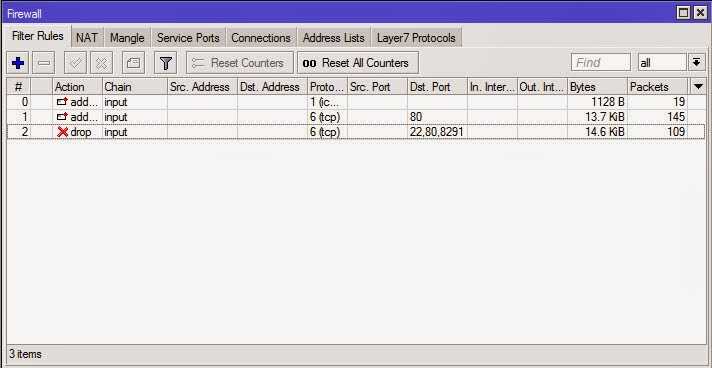 Firewall
Filter Rules NAT Mangle Service Ports Connections Address Lists Layer7 Protocols
Reset Counters 00 Reset All Counters Find all
# Action Chain Src. Address Dst. Address Proto... Src. Port Dst. Port In. Inter... Out. Int... Bytes Packets
0 add... input 1 (ic... 1128 B 19
1 add... input 6 (tcp) 80 13.7 KiB 145
2 drop input 6 (tcp) 22,80,8291 14.6 KiB 109
3 items